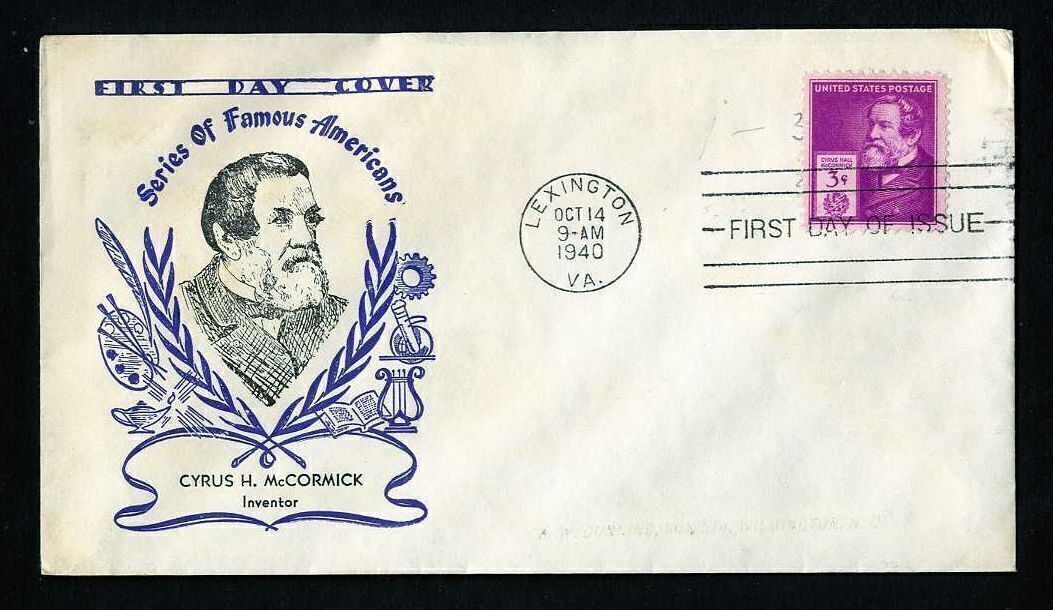 FIRST DAY COVER
Series Of Famous Americans
CYRUS H. McCORMICK
Inventor
LEXINGTON
OCT 14
9-AM
1940
VA.
UNITED STATES POSTAGE
CYRUS HALL
McCORMICK
3¢
FIRST DAY OF ISSUE